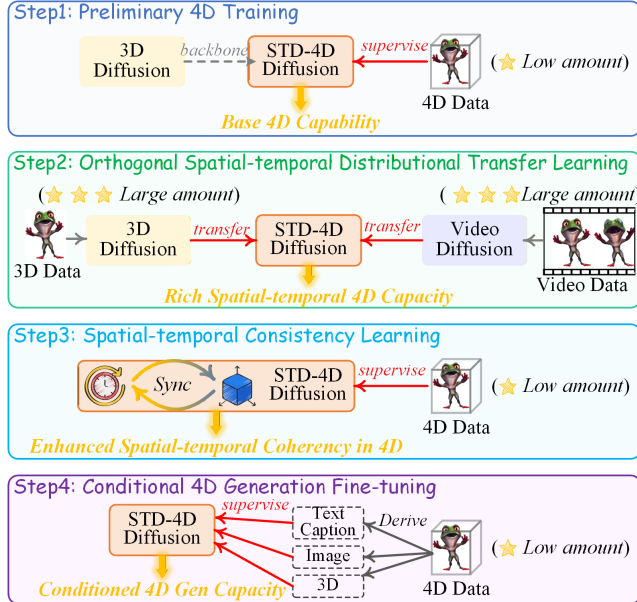 Step1: Preliminary 4D Training
3D Diffusion
backbone
STD-4D Diffusion
supervise
4D Data
( Low amount)
Base 4D Capability
Step2: Orthogonal Spatial-temporal Distributional Transfer Learning
( Large amount)
3D Data
3D Diffusion
transfer
STD-4D Diffusion
transfer
Video Diffusion
( Large amount)
Video Data
Rich Spatial-temporal 4D Capacity
Step3: Spatial-temporal Consistency Learning
Sync
STD-4D Diffusion
supervise
4D Data
( Low amount)
Enhanced Spatial-temporal Coherency in 4D
Step4: Conditional 4D Generation Fine-tuning
STD-4D Diffusion
supervise
Text Caption
Image
3D
Derive
4D Data
( Low amount)
Conditioned 4D Gen Capacity